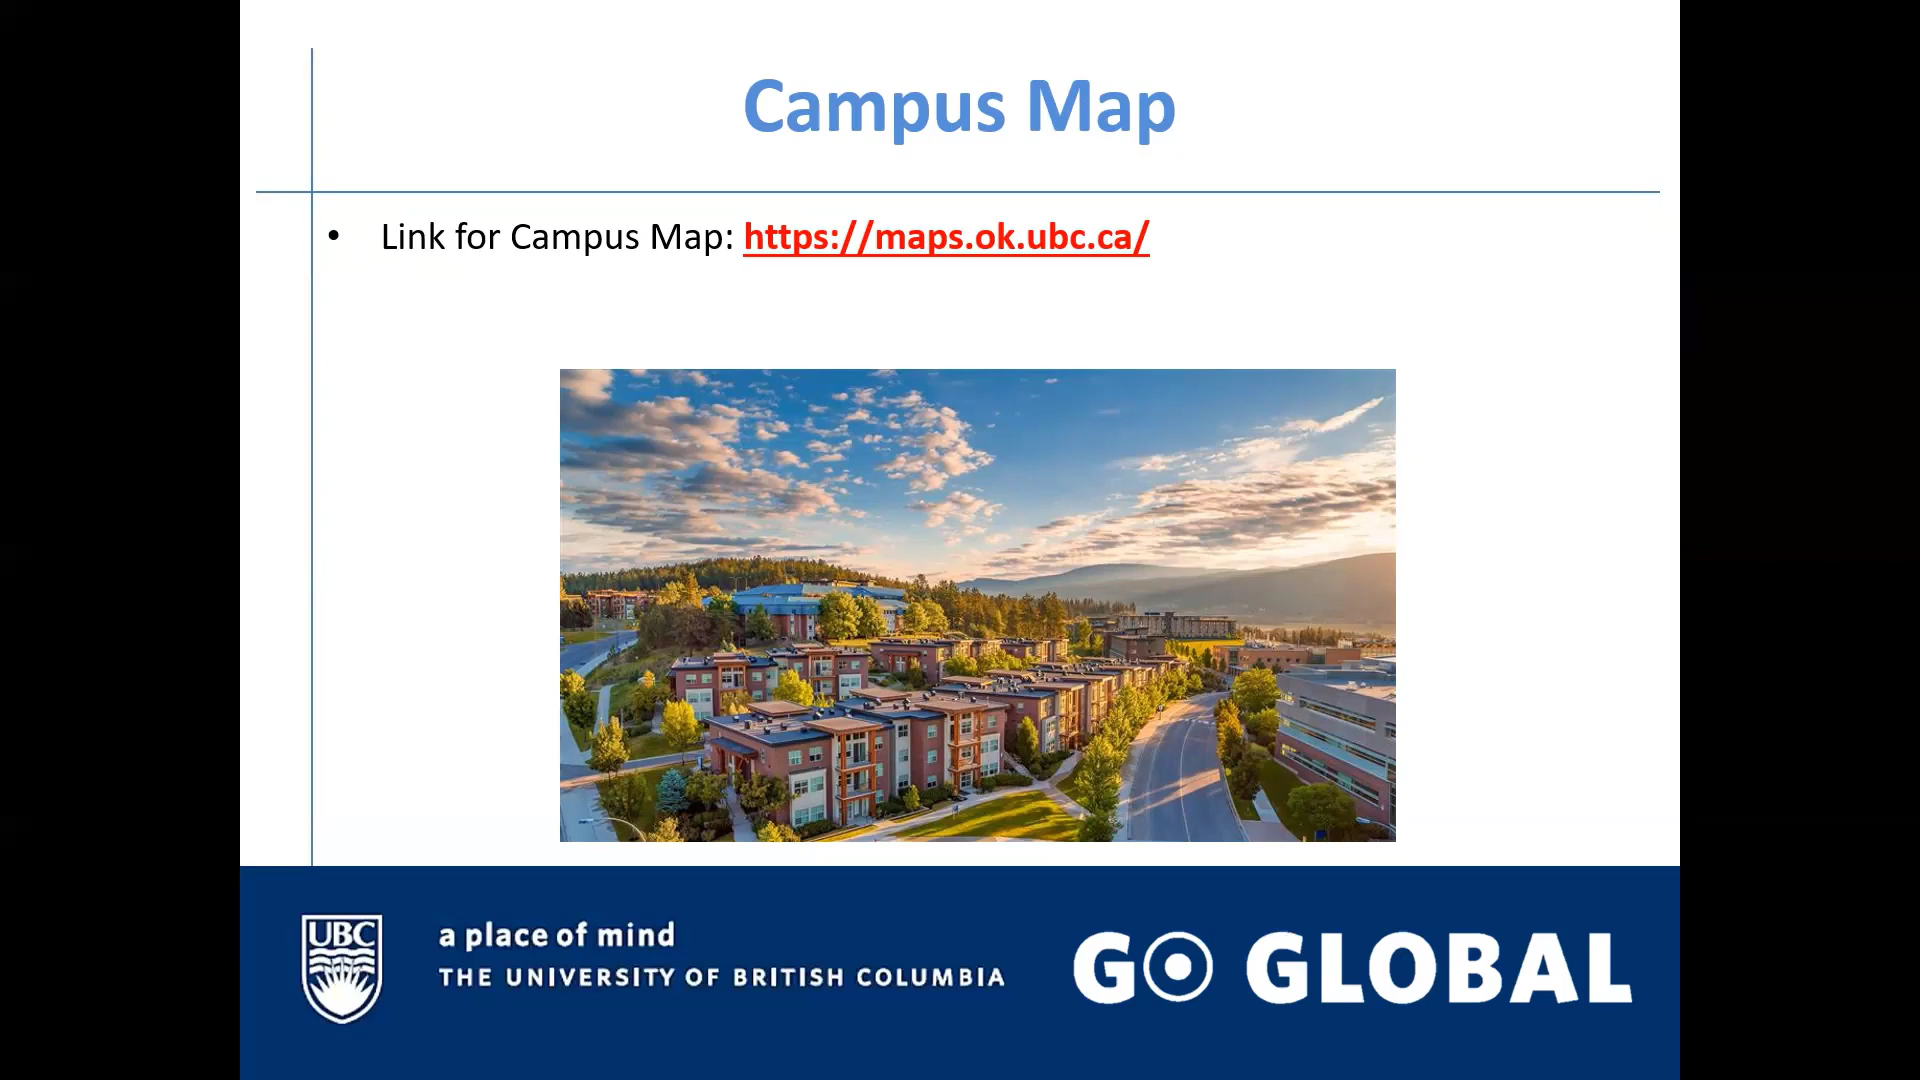 Campus Map
• Link for Campus Map: https://maps.ok.ubc.ca/
UBC
a place of mind
THE UNIVERSITY OF BRITISH COLUMBIA
GO GLOBAL